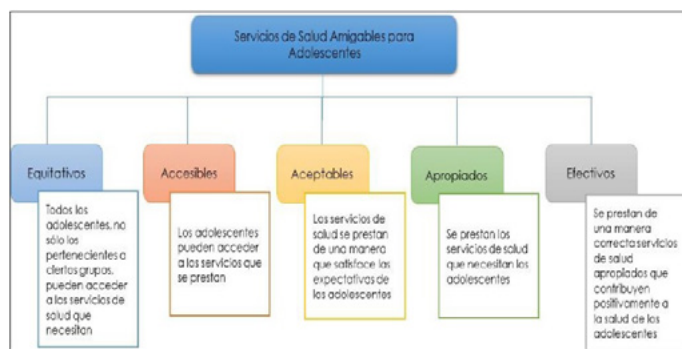 Servicios de Salud Amigables para
Adolescentes
Equitativos
Todos los
adolescentes, no
sólo los
pertenecientes a
ciertos grupos,
pueden acceder
a los servicios de
salud que
necesitan
Accesibles
Los adolescentes
pueden acceder
a los servicios que
se prestan
Aceptables
Los servicios de
salud se prestan
de una manera
que satisface las
expectativas de
los adolescentes
Apropiados
Se prestan los
servicios de salud
que necesitan los
adolescentes
Efectivos
Se prestan de
una manera
correcta servicios
de salud
apropiados que
contribuyen
positivamente a
la salud de los
adolescentes